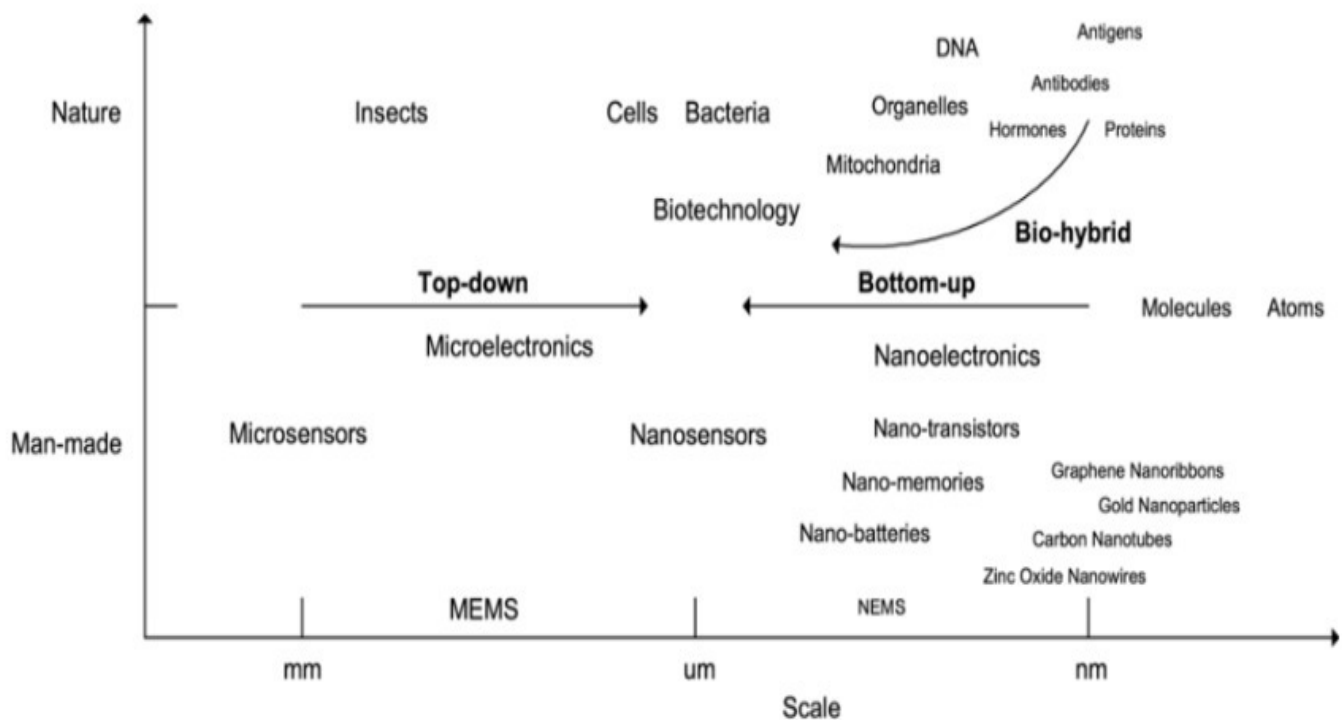 Antigens
DNA
Antibodies
Nature
Insects
Cells
Bacteria
Organelles
Hormones
Proteins
Mitochondria
Biotechnology
Bio-hybrid
Top-down
Bottom-up
Molecules
Atoms
Microelectronics
Nanoelectronics
Man-made
Microsensors
Nanosensors
Nano-transistors
Graphene Nanoribbons
Nano-memories
Gold Nanoparticles
Nano-batteries
Carbon Nanotubes
Zinc Oxide Nanowires
MEMS
NEMS
mm
um
nm
Scale